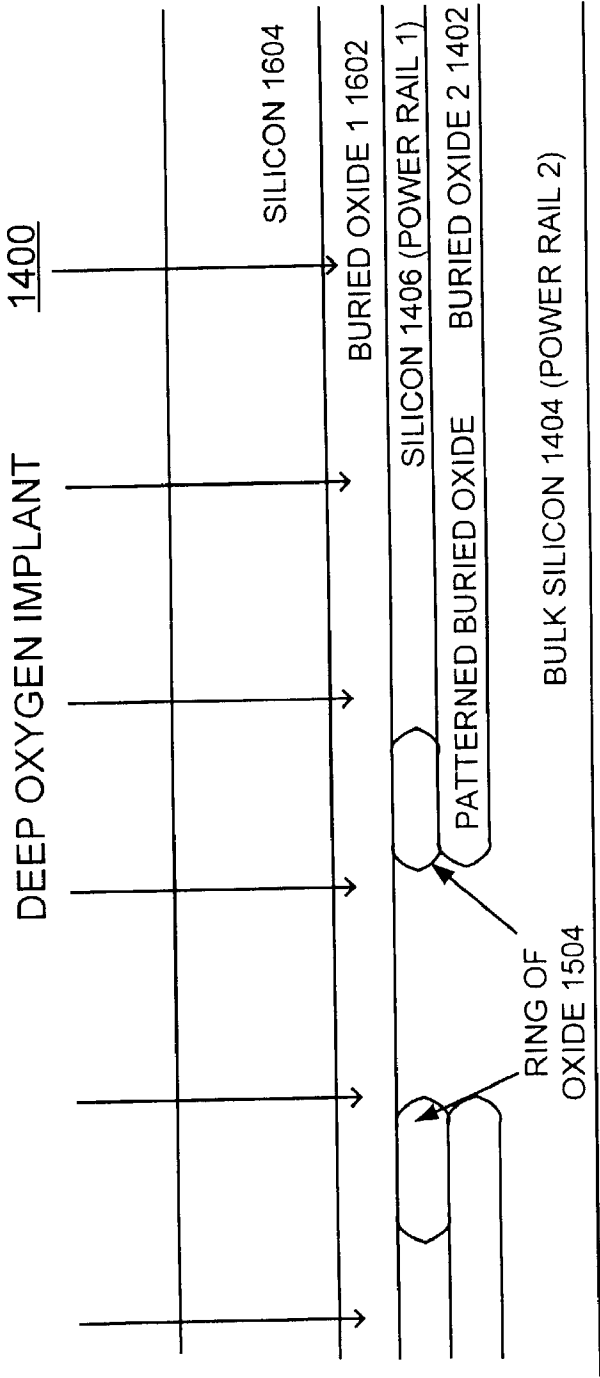 DEEP OXYGEN IMPLANT
1400
SILICON 1604
BURIED OXIDE 1 1602
SILICON 1406 (POWER RAIL 1)
PATTERNED BURIED OXIDE
BURIED OXIDE 2 1402
RING OF
OXIDE 1504
BULK SILICON 1404 (POWER RAIL 2)